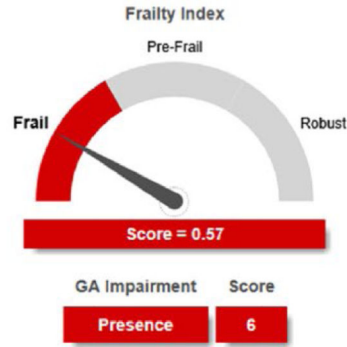 Frailty Index
Pre-Frail
Frail
Robust
Score = 0.57
GA Impairment Score
Presence 6